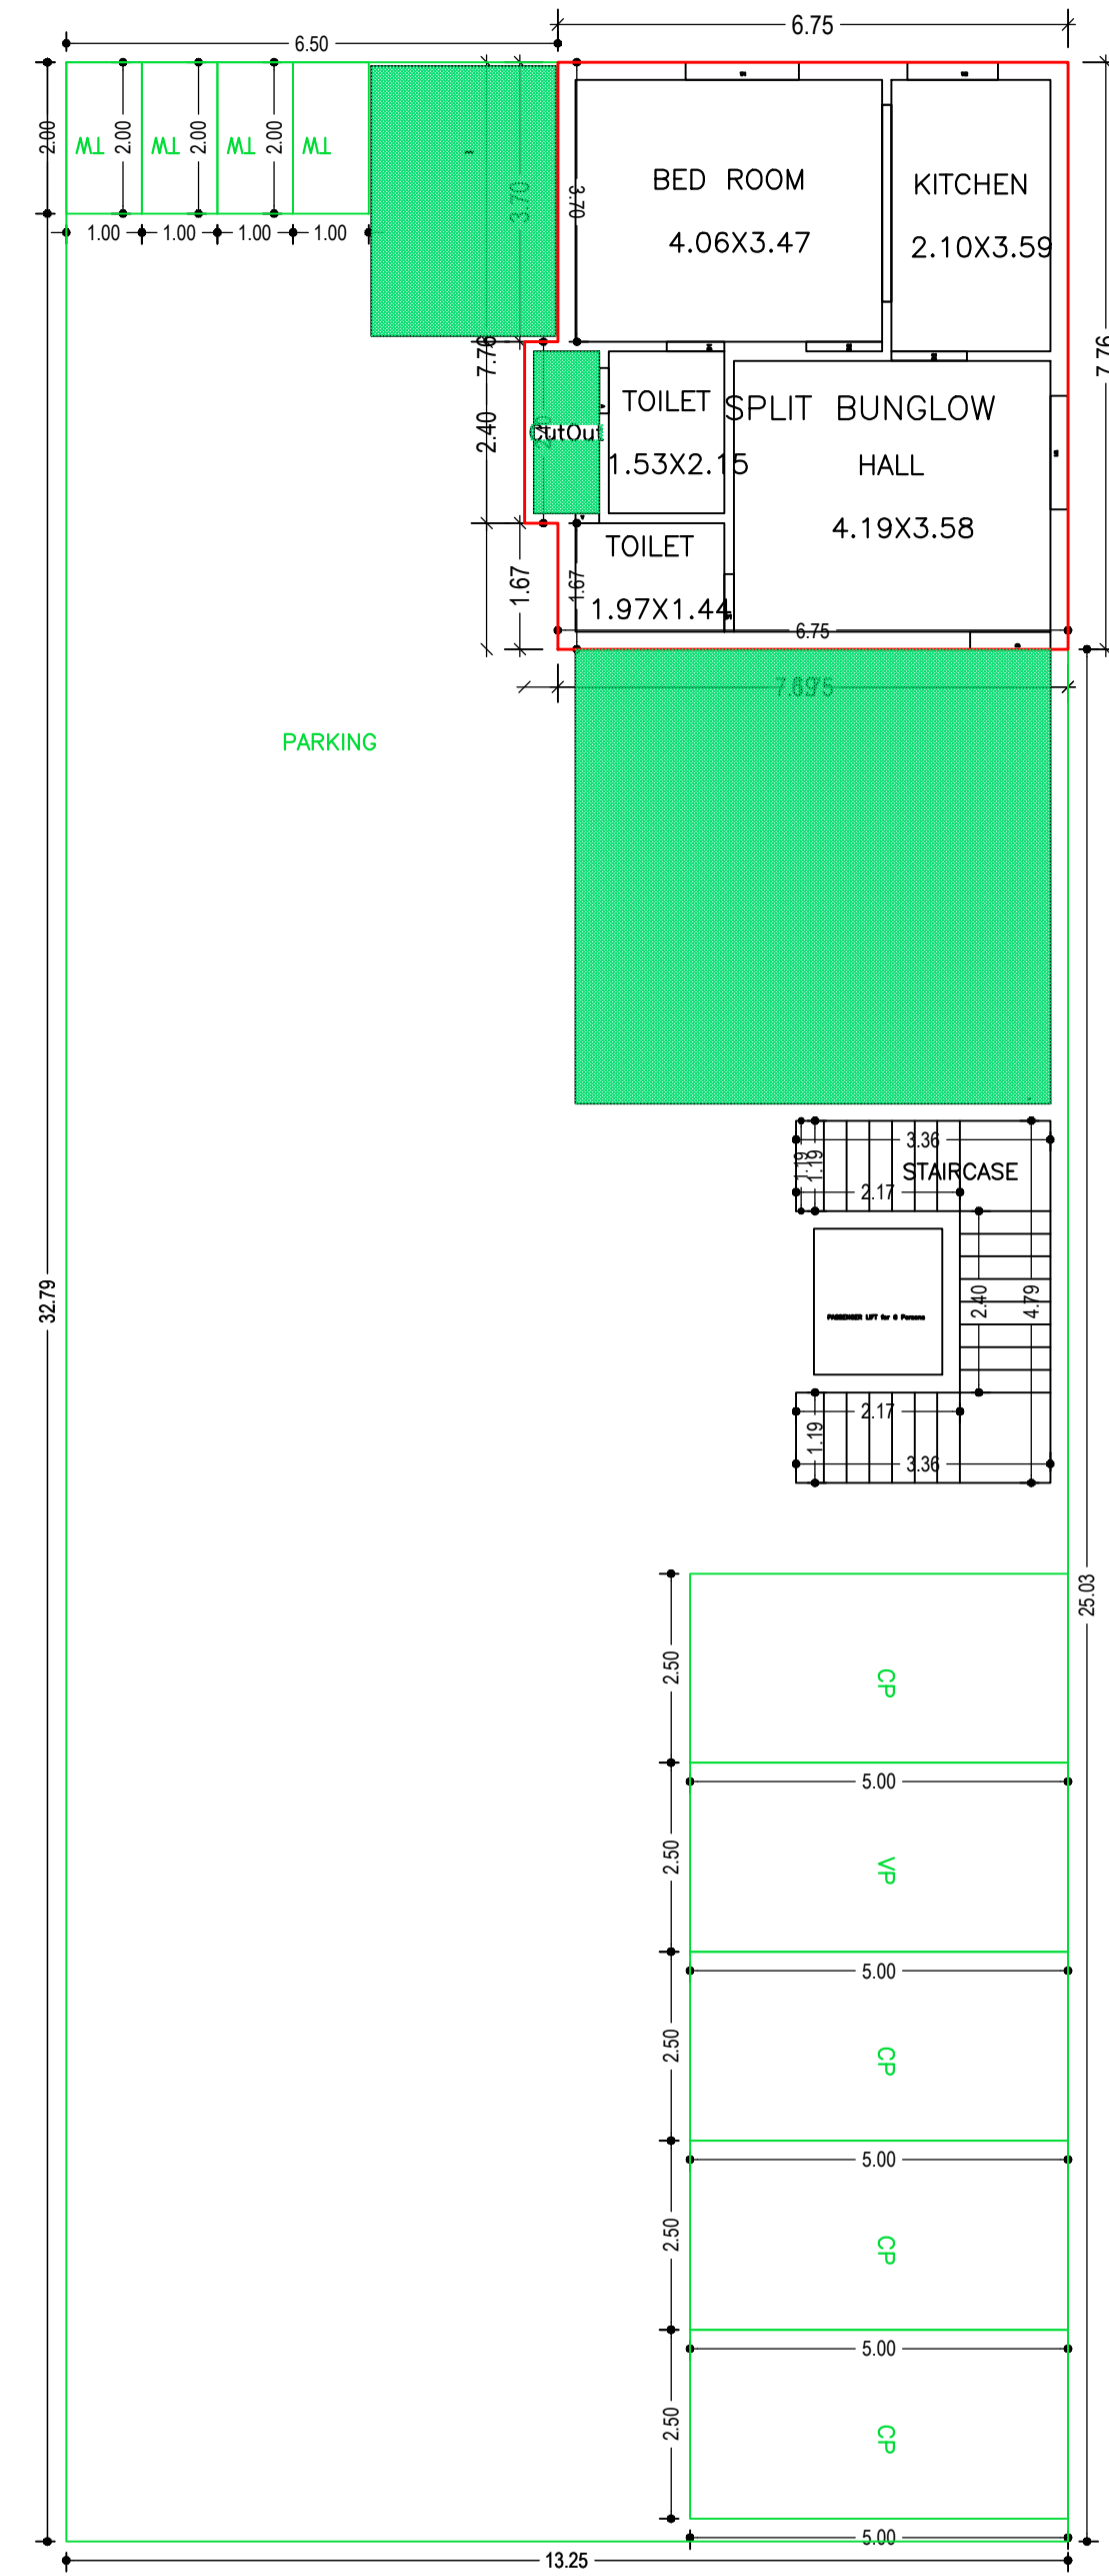 6.75
6.50
2.00
TW
2.00
TW
2.00
TW
2.00
TW
1.00
1.00
1.00
1.00
3.70
3.70
BED ROOM
4.06X3.47
KITCHEN
2.10X3.59
7.76
7.76
2.40
CutOut
TOILET
1.53X2.15
SPLIT BUNGLOW
HALL
4.19X3.58
TOILET
1.97X1.44
1.67
1.67
6.75
PARKING
3.36
1.19
1.19
STAIRCASE
2.17
PASSENGER LIFT for 6 Persons
2.40
4.79
2.17
1.19
3.36
32.79
25.03
2.50
CP
5.00
2.50
VP
5.00
2.50
CP
5.00
2.50
CP
5.00
2.50
CP
5.00
13.25